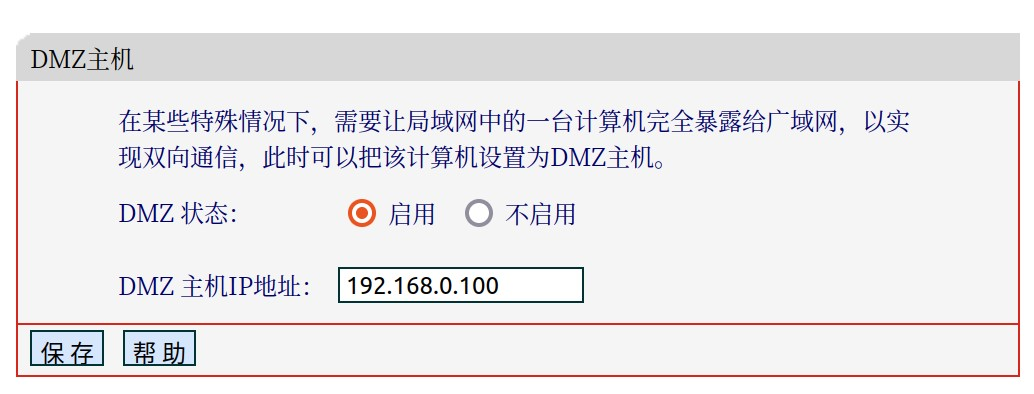 DMZ主机
在某些特殊情况下，需要让局域网中的一台计算机完全暴露给广域网，以实
现双向通信，此时可以把该计算机设置为DMZ主机。
DMZ 状态： 启用 不启用
DMZ 主机IP地址： 192.168.0.100
保 存 帮 助